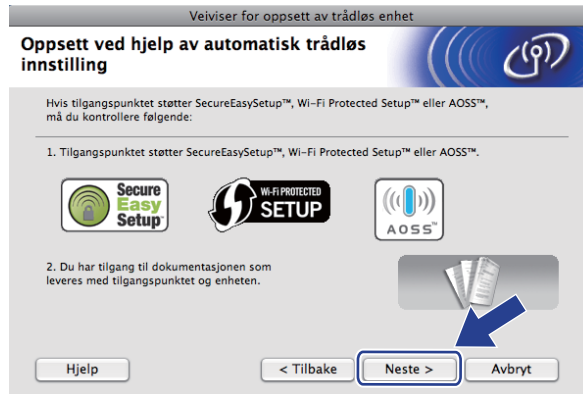 Veiviser for oppsett av trådløs enhet
Oppsett ved hjelp av automatisk trådløs
innstilling
Hvis tilgangspunktet støtter SecureEasySetup™, Wi-Fi Protected Setup™ eller AOSS™,
må du kontrollere følgende:
1. Tilgangspunktet støtter SecureEasySetup™, Wi-Fi Protected Setup™ eller AOSS™.
Secure
Easy
Setup™
Wi-Fi PROTECTED
SETUP
AOSS™
2. Du har tilgang til dokumentasjonen som
leveres med tilgangspunktet og enheten.
Hjelp
< Tilbake
Neste >
Avbryt